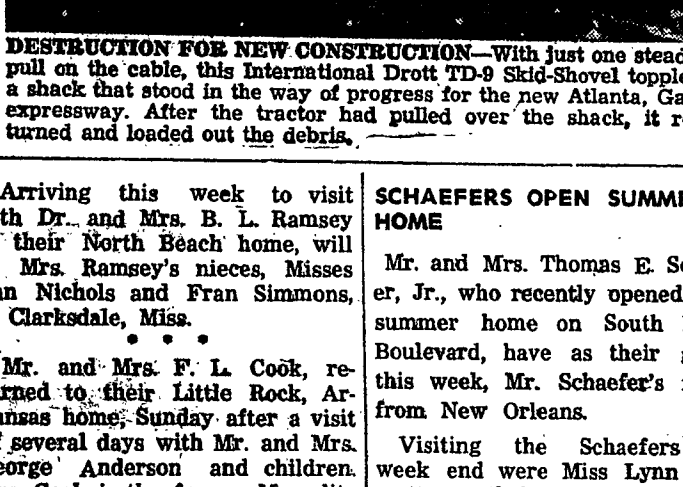 DESTRUCTION FOR NEW CONSTRUCTION—With just one stead
pull on the cable, this International Drott TD-9 Skid-Shovel topple
a shack that stood in the way of progress for the new Atlanta, Ga
expressway. After the tractor had pulled over the shack, it r
turned and loaded out the debris.
Arriving this week to visit
th Dr. and Mrs. B. L. Ramsey
their North Beach home, will
Mrs. Ramsey's nieces, Misses
n Nichols and Fran Simmons,
Clarksdale, Miss.
* * *
Mr. and Mrs. F. L. Cook, re-
rned to their Little Rock, Ar-
ansas home, Sunday after a visit
several days with Mr. and Mrs.
eorge Anderson and children.
SCHAEFERS OPEN SUMME
HOME
Mr. and Mrs. Thomas E. S
er, Jr., who recently opened
summer home on South
Boulevard, have as their
this week, Mr. Schaefer's
from New Orleans.
Visiting the Schaefers
week end were Miss Lynn